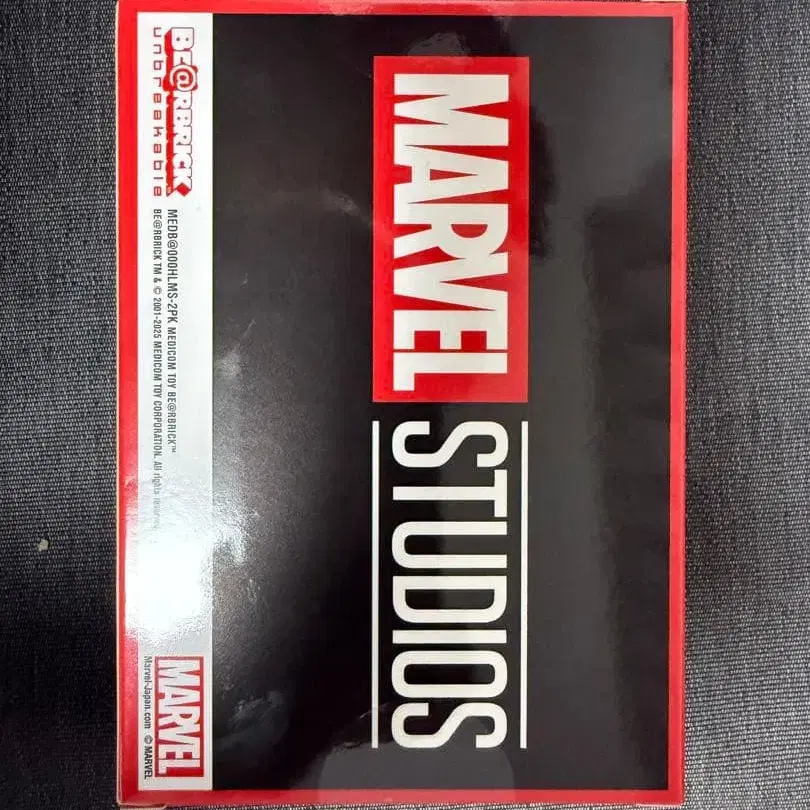 MARVEL STUDIOS
BE@RBRICK
unbreakable
MEDB@000HLMS-2PK MEDICOM TOY BE@RBRICK™
BE@RBRICK TM & © 2001-2025 MEDICOM TOY CORPORATION. All rights Reserved.
MARVEL
Marvel-Japan.com © MARVEL